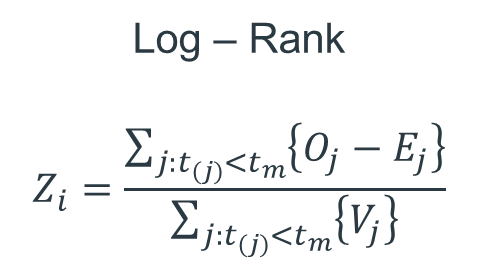 Log – Rank
Z_i = \frac{\sum_{j:t_{(j)}<t_m}\{O_j - E_j\}}{\sum_{j:t_{(j)}<t_m}\{V_j\}}